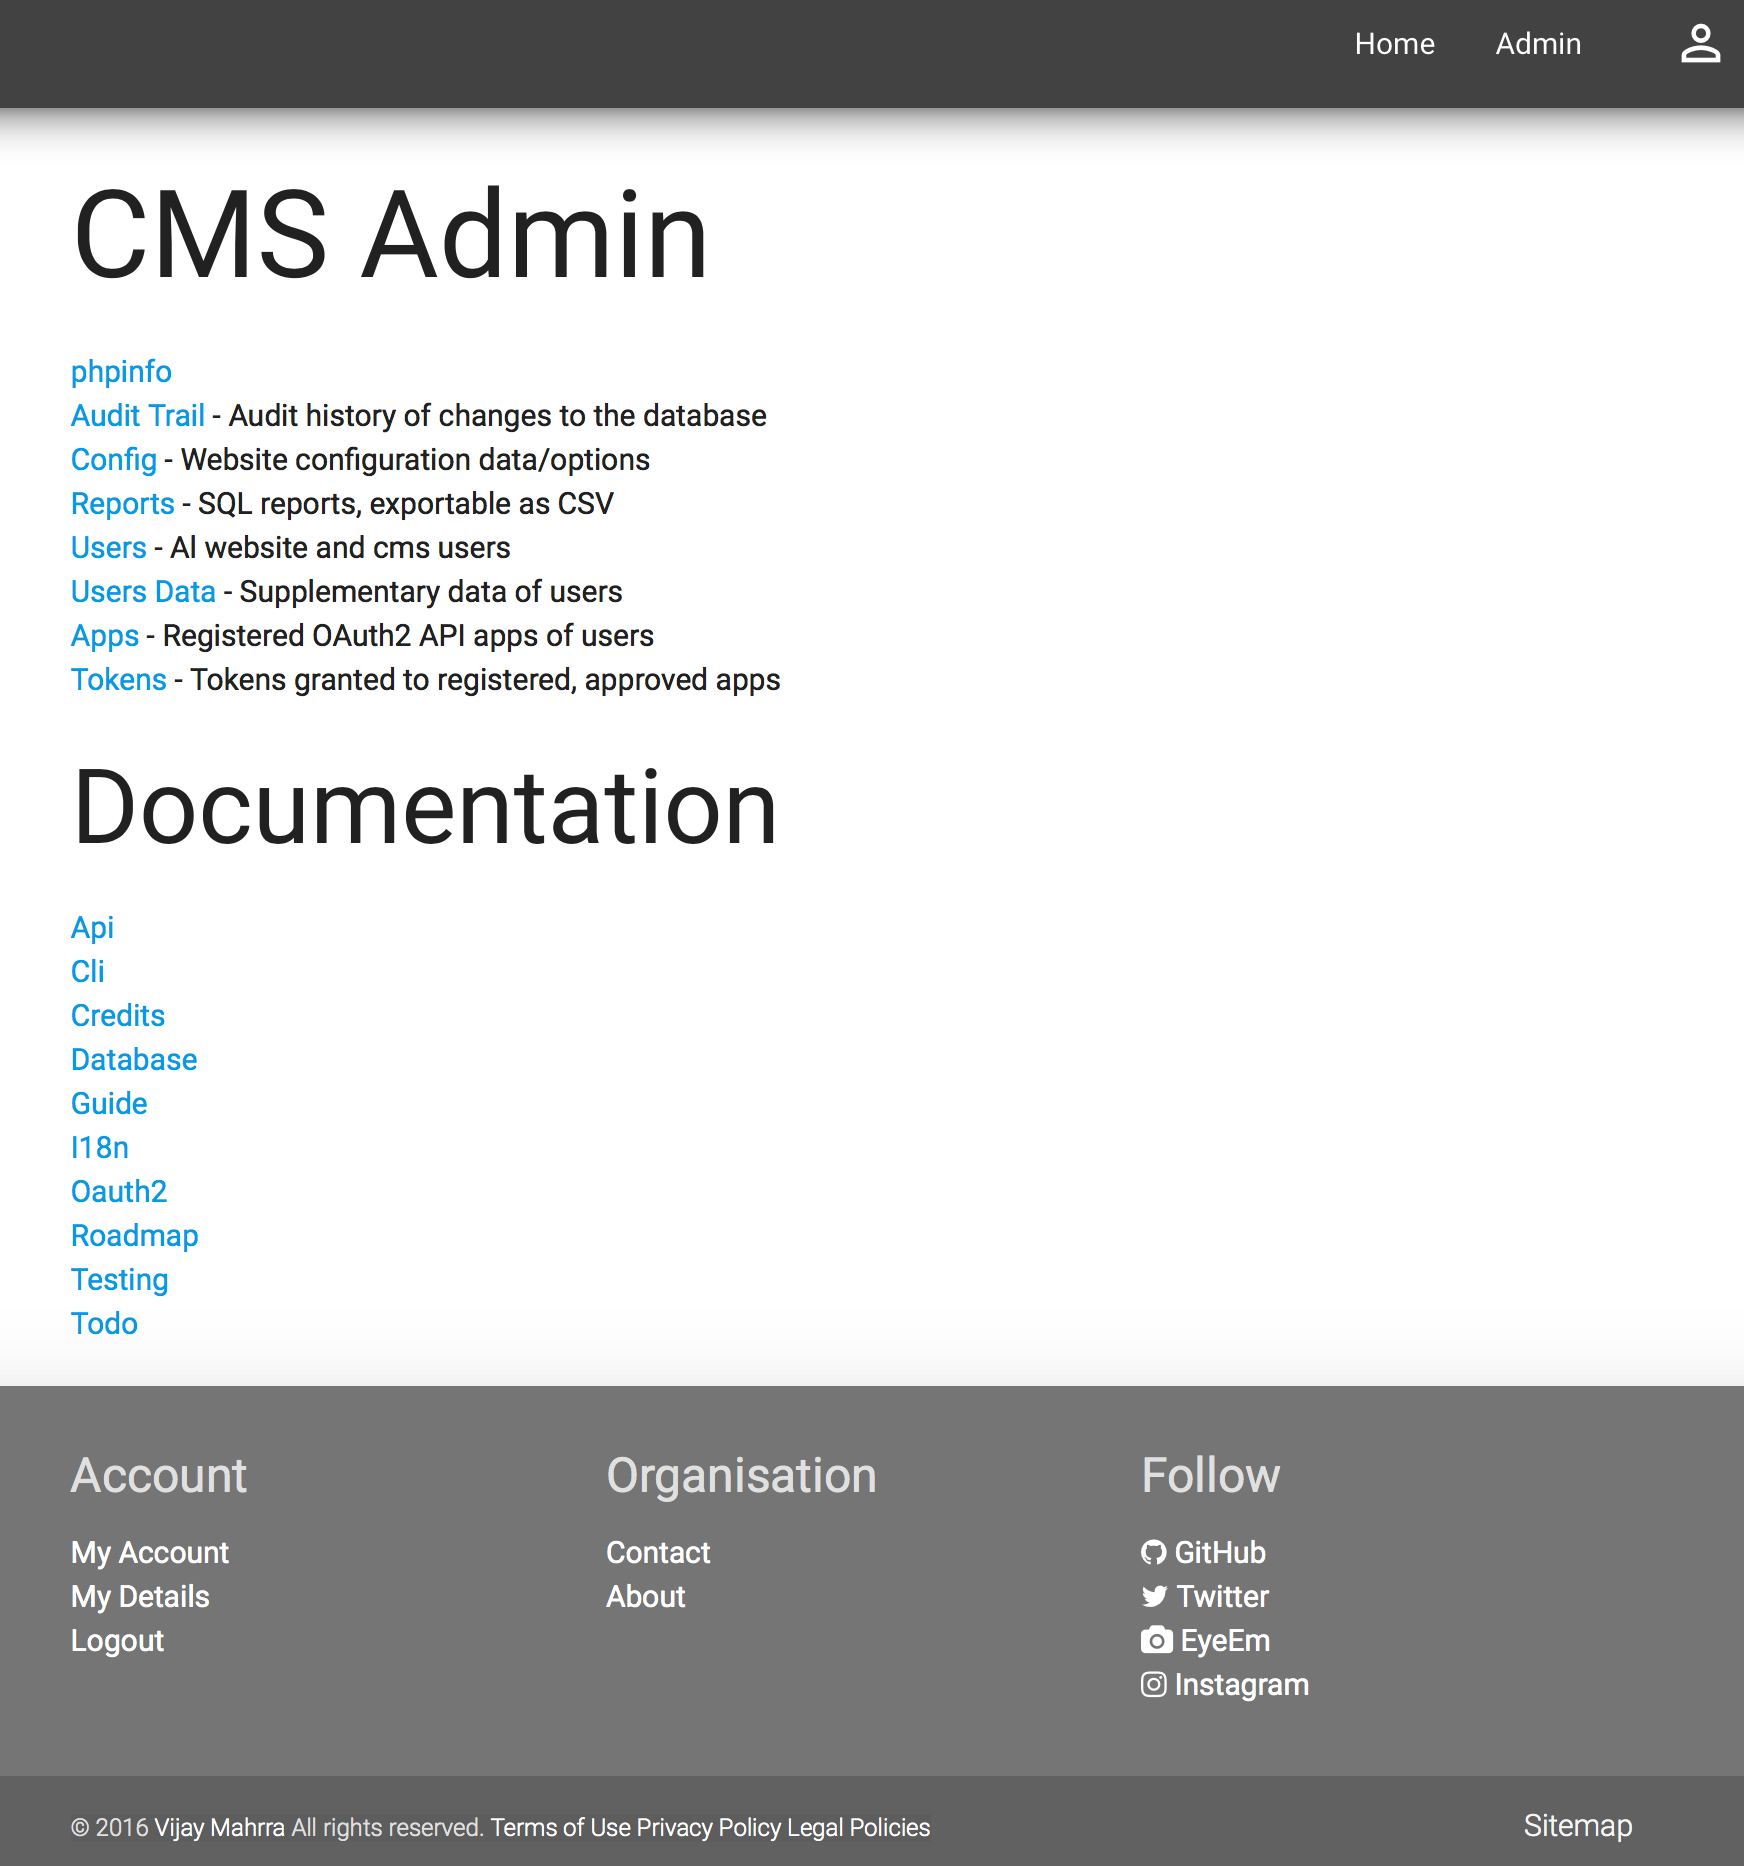 Home Admin
CMS Admin
phpinfo
Audit Trail - Audit history of changes to the database
Config - Website configuration data/options
Reports - SQL reports, exportable as CSV
Users - Al website and cms users
Users Data - Supplementary data of users
Apps - Registered OAuth2 API apps of users
Tokens - Tokens granted to registered, approved apps
Documentation
Api
Cli
Credits
Database
Guide
I18n
Oauth2
Roadmap
Testing
Todo
Account
My Account
My Details
Logout
Organisation
Contact
About
Follow
GitHub
Twitter
EyeEm
Instagram
© 2016 Vijay Mahrra All rights reserved. Terms of Use Privacy Policy Legal Policies
Sitemap